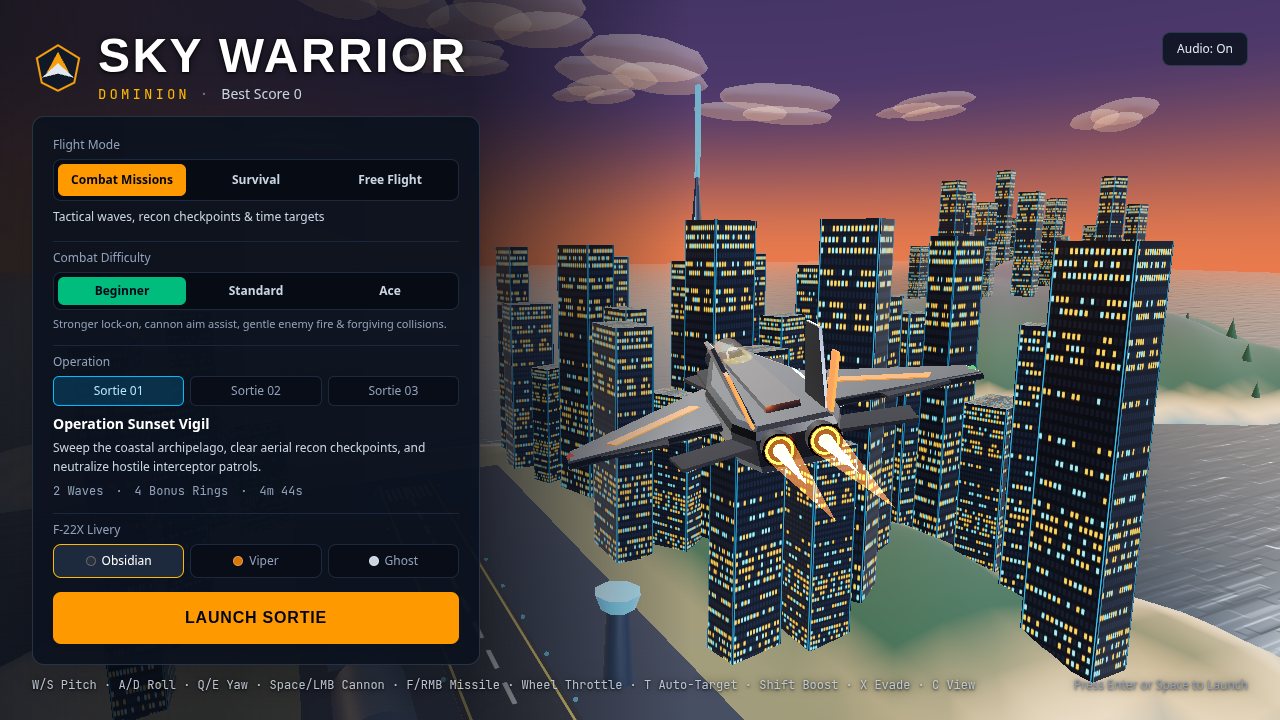 SKY WARRIOR
DOMINION · Best Score 0
Audio: On
Flight Mode
Combat Missions Survival Free Flight
Tactical waves, recon checkpoints & time targets
Combat Difficulty
Beginner Standard Ace
Stronger lock-on, cannon aim assist, gentle enemy fire & forgiving collisions.
Operation
Sortie 01 Sortie 02 Sortie 03
Operation Sunset Vigil
Sweep the coastal archipelago, clear aerial recon checkpoints, and
neutralize hostile interceptor patrols.
2 Waves · 4 Bonus Rings · 4m 44s
F-22X Livery
Obsidian Viper Ghost
LAUNCH SORTIE
W/S Pitch · A/D Roll · Q/E Yaw · Space/LMB Cannon · F/RMB Missile · Wheel Throttle · T Auto-Target · Shift Boost · X Evade · C View
Press Enter or Space to Launch